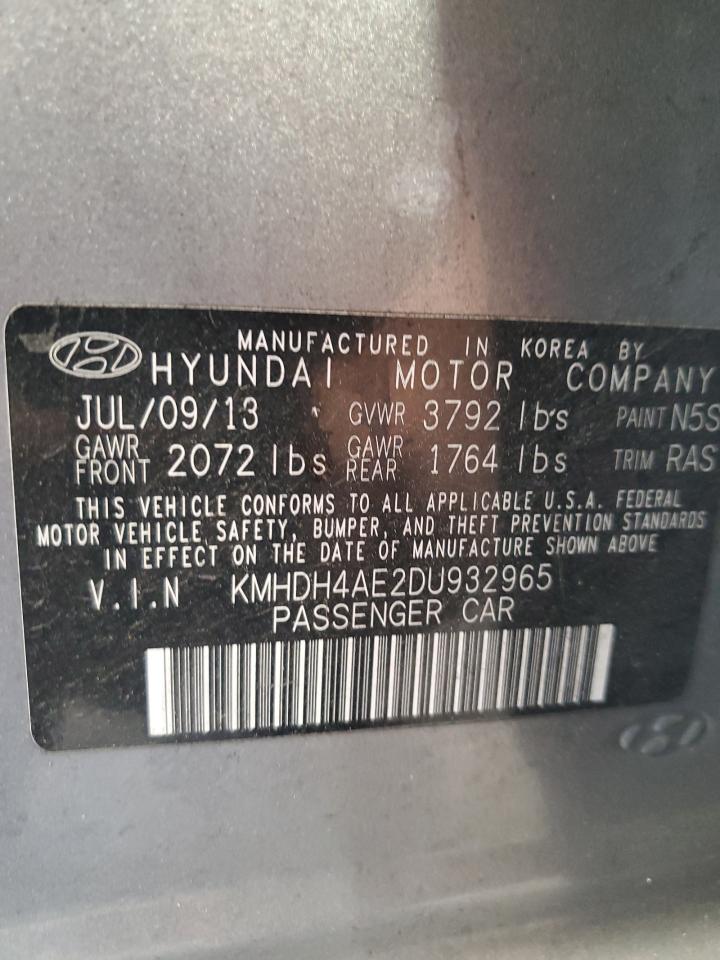 MANUFACTURED IN KOREA BY
HYUNDAI MOTOR COMPANY
JUL/09/13 GVWR 3792 lbs PAINT N5S
GAWR FRONT 2072 lbs GAWR REAR 1764 lbs TRIM RAS
THIS VEHICLE CONFORMS TO ALL APPLICABLE U.S.A. FEDERAL
MOTOR VEHICLE SAFETY, BUMPER, AND THEFT PREVENTION STANDARDS
IN EFFECT ON THE DATE OF MANUFACTURE SHOWN ABOVE
V.I.N KMHDH4AE2DU932965
PASSENGER CAR